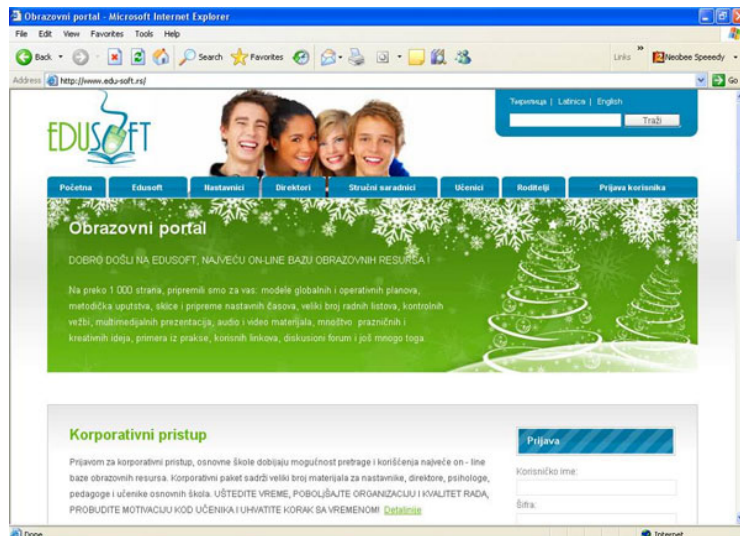 Obrazovni portal - Microsoft Internet Explorer
File Edit View Favorites Tools Help
Back Search Favorites Links Neobee Speeedy
Address http://www.edu-soft.rs/ Go
Ћирилица | Latinica | English
EDUSOFT
Traži
Početna Edusoft Nastavnici Direktori Stručni saradnici Učenici Roditelji Prijava korisnika
Obrazovni portal
DOBRO DOŠLI NA EDUSOFT, NAJVEĆU ON-LINE BAZU OBRAZOVNIH RESURSA !
Na preko 1 000 strana, pripremili smo za vas: modele globalnih i operativnih planova,
metodička uputstva, skice i pripreme nastavnih časova, veliki broj radnih listova, kontrolnih
vežbi, multimedijalnih prezentacija, audio i video materijala, mnoštvo prazničnih i
kreativnih ideja, primera iz prakse, korisnih linkova, diskusioni forum i još mnogo toga.
Korporativni pristup
Prijavom za korporativni pristup, osnovne škole dobijaju mogućnost pretrage i korišćenja najveće on - line
baze obrazovnih resursa. Korporativni paket sadrži veliki broj materijala za nastavnike, direktore, psihologe,
pedagoge i učenike osnovnih škola. UŠTEDITE VREME, POBOLJŠAJTE ORGANIZACIJU I KVALITET RADA,
PROBUDITE MOTIVACIJU KOD UČENIKA I UHVATITE KORAK SA VREMENOM! Detaljnije
Prijava
Korisničko ime:
Šifra:
Done Internet